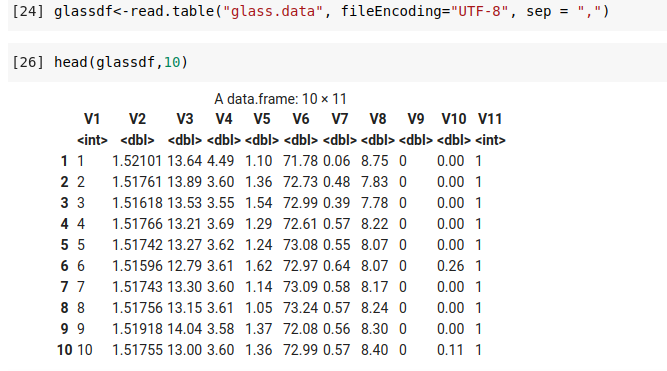 [24] glassdf<-read.table("glass.data", fileEncoding="UTF-8", sep = ",")
[26] head(glassdf,10)
A data.frame: 10 × 11
V1 V2 V3 V4 V5 V6 V7 V8 V9 V10 V11
<int> <dbl> <dbl> <dbl> <dbl> <dbl> <dbl> <dbl> <dbl> <dbl> <int>
1 1 1.52101 13.64 4.49 1.10 71.78 0.06 8.75 0 0.00 1
2 2 1.51761 13.89 3.60 1.36 72.73 0.48 7.83 0 0.00 1
3 3 1.51618 13.53 3.55 1.54 72.99 0.39 7.78 0 0.00 1
4 4 1.51766 13.21 3.69 1.29 72.61 0.57 8.22 0 0.00 1
5 5 1.51742 13.27 3.62 1.24 73.08 0.55 8.07 0 0.00 1
6 6 1.51596 12.79 3.61 1.62 72.97 0.64 8.07 0 0.26 1
7 7 1.51743 13.30 3.60 1.14 73.09 0.58 8.17 0 0.00 1
8 8 1.51756 13.15 3.61 1.05 73.24 0.57 8.24 0 0.00 1
9 9 1.51918 14.04 3.58 1.37 72.08 0.56 8.30 0 0.00 1
10 10 1.51755 13.00 3.60 1.36 72.99 0.57 8.40 0 0.11 1